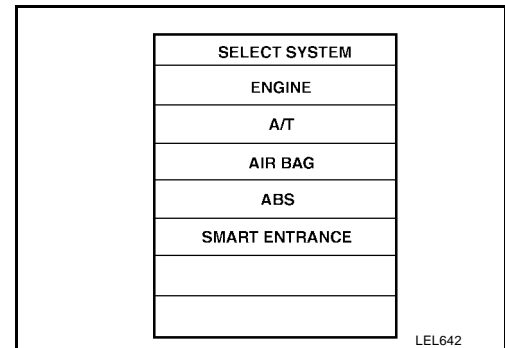 SELECT SYSTEM
ENGINE
A/T
AIR BAG
ABS
SMART ENTRANCE
LEL642